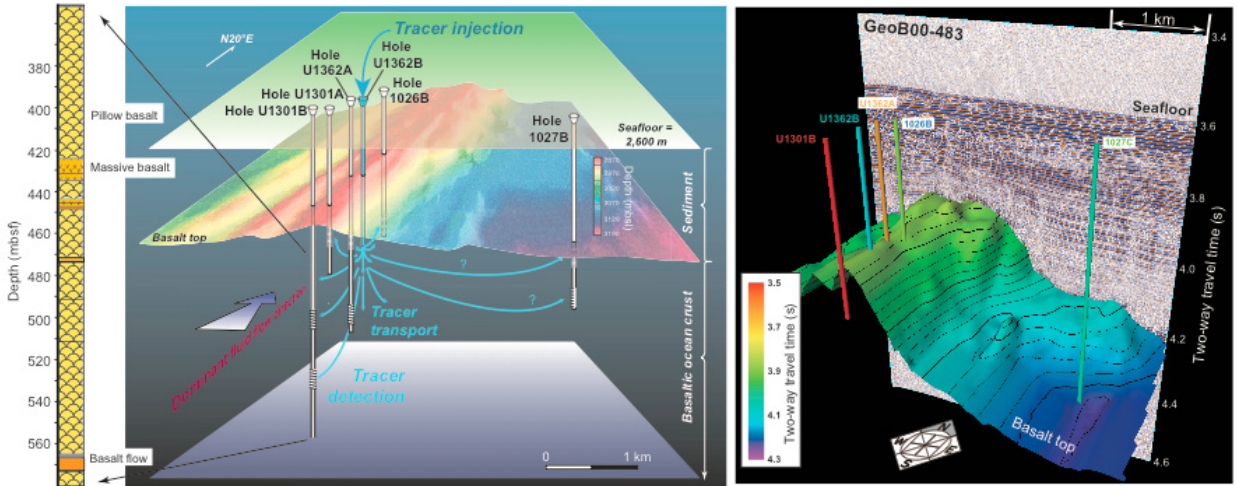 380
400
420
440
460
480
500
520
540
560
Depth (mbsf)
Pillow basalt
Massive basalt
Basalt flow
N20°E
Tracer injection
Hole
U1362A
Hole
U1362B
Hole U1301A
Hole U1301B
Hole
1026B
Hole
1027B
Seafloor =
2,600 m
Depth (mbsl)
Sediment
Basalt top
?
?
Tracer
transport
Tracer
detection
Dominant fluid flow direction
Basaltic ocean crust
0
1 km
GeoB00-483
1 km
3.4
Seafloor
3.6
3.8
4.0
4.2
4.4
4.6
Two-way travel time (s)
U1362A
U1362B
1026B
U1301B
1027C
3.5
3.7
3.9
4.1
4.3
Two-way travel time (s)
Basalt top